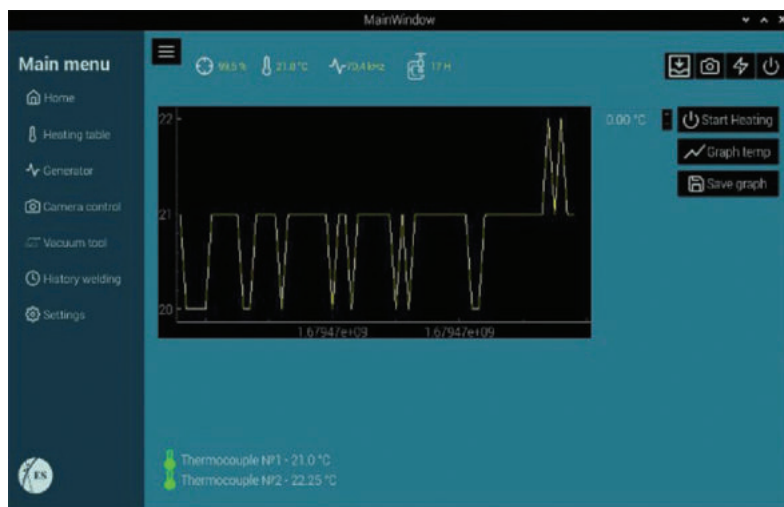 MainWindow
Main menu
Home
Heating table
Generator
Camera control
Vacuum tool
History welding
Settings
ES
99,5 %
21.0 °C
70,4 kHz
17 H
22
21
20
1.67947e+09
1.67947e+09
0.00 °C
Start Heating
Graph temp
Save graph
Thermocouple №1 - 21.0 °C
Thermocouple №2 - 22.25 °C